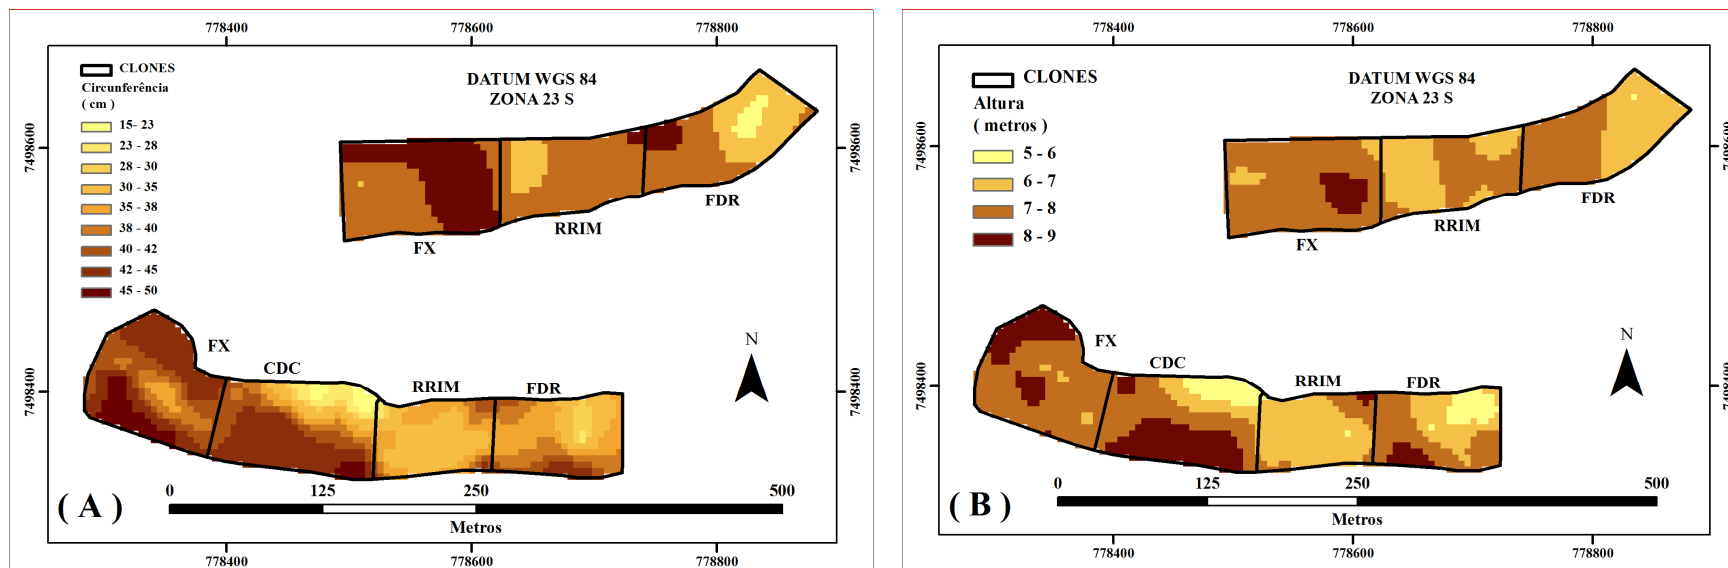 778400 778600 778800
CLONES
Circunferência
( cm )
15- 23
23 - 28
28 - 30
30 - 35
35 - 38
38 - 40
40 - 42
42 - 45
45 - 50
DATUM WGS 84
ZONA 23 S
7498600 7498600
FX RRIM FDR
FX CDC RRIM FDR
N
7498400 7498400
( A )
0 125 250 500
Metros
778400 778600 778800
778400 778600 778800
CLONES
Altura
( metros )
5 - 6
6 - 7
7 - 8
8 - 9
DATUM WGS 84
ZONA 23 S
7498600 7498600
FX RRIM FDR
FX CDC RRIM FDR
N
7498400 7498400
( B )
0 125 250 500
Metros
778400 778600 778800